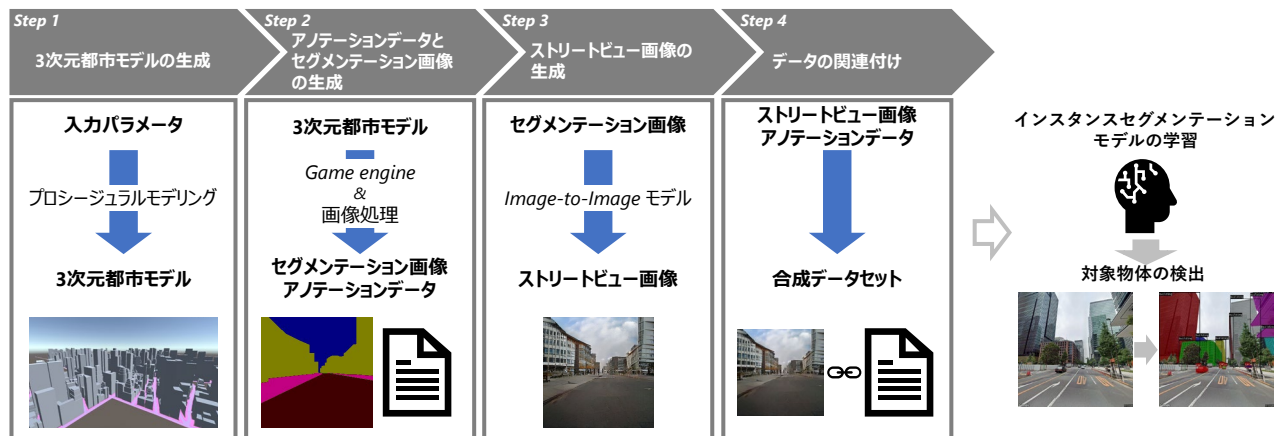 Step 1
3次元都市モデルの生成
Step 2
アノテーションデータと
セグメンテーション画像
の生成
Step 3
ストリートビュー画像の
生成
Step 4
データの関連付け
入力パラメータ
プロシージュラルモデリング
3次元都市モデル
3次元都市モデル
Game engine
&
画像処理
セグメンテーション画像
アノテーションデータ
セグメンテーション画像
Image-to-Image モデル
ストリートビュー画像
ストリートビュー画像
アノテーションデータ
合成データセット
インスタンスセグメンテーション
モデルの学習
対象物体の検出